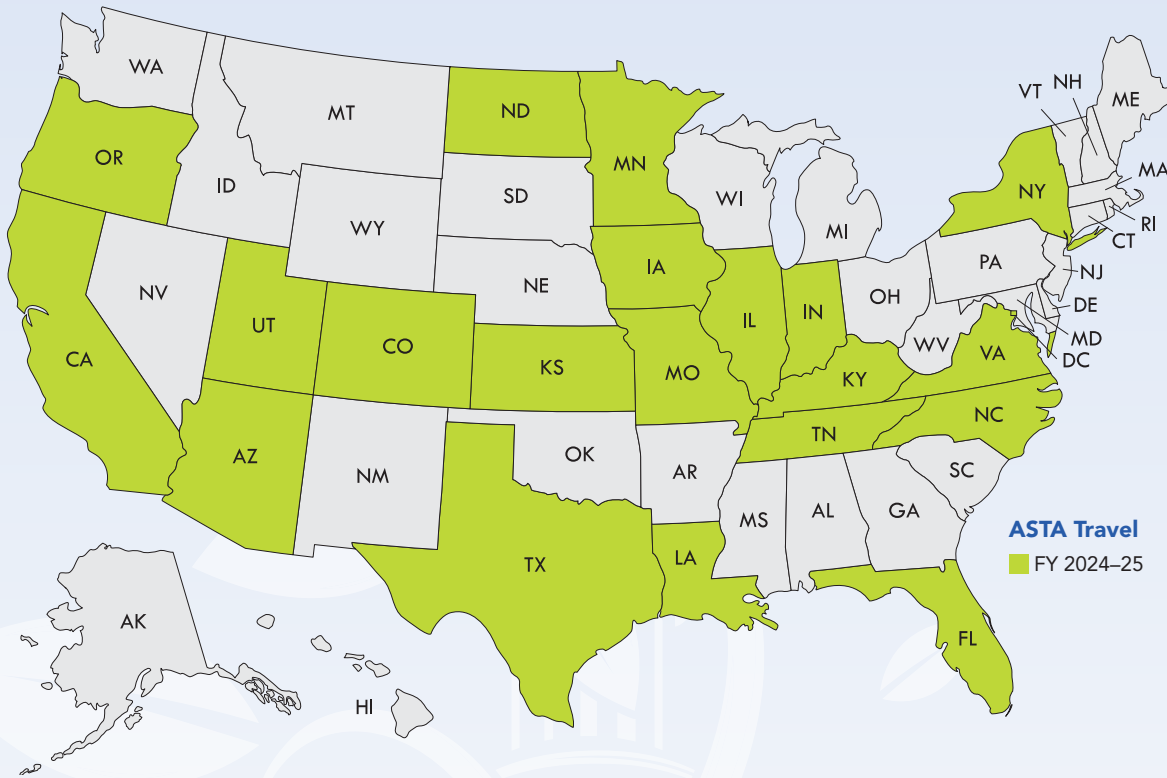 WA
MT
ND
MN
OR
ID
WY
SD
WI
MI
VT
NH
ME
NY
MA
RI
CT
NV
UT
CO
NE
IA
IL
IN
OH
PA
NJ
DE
MD
DC
WV
VA
CA
KS
MO
KY
AZ
NM
OK
AR
TN
NC
SC
TX
LA
MS
AL
GA
FL
ASTA Travel
FY 2024–25
AK
HI